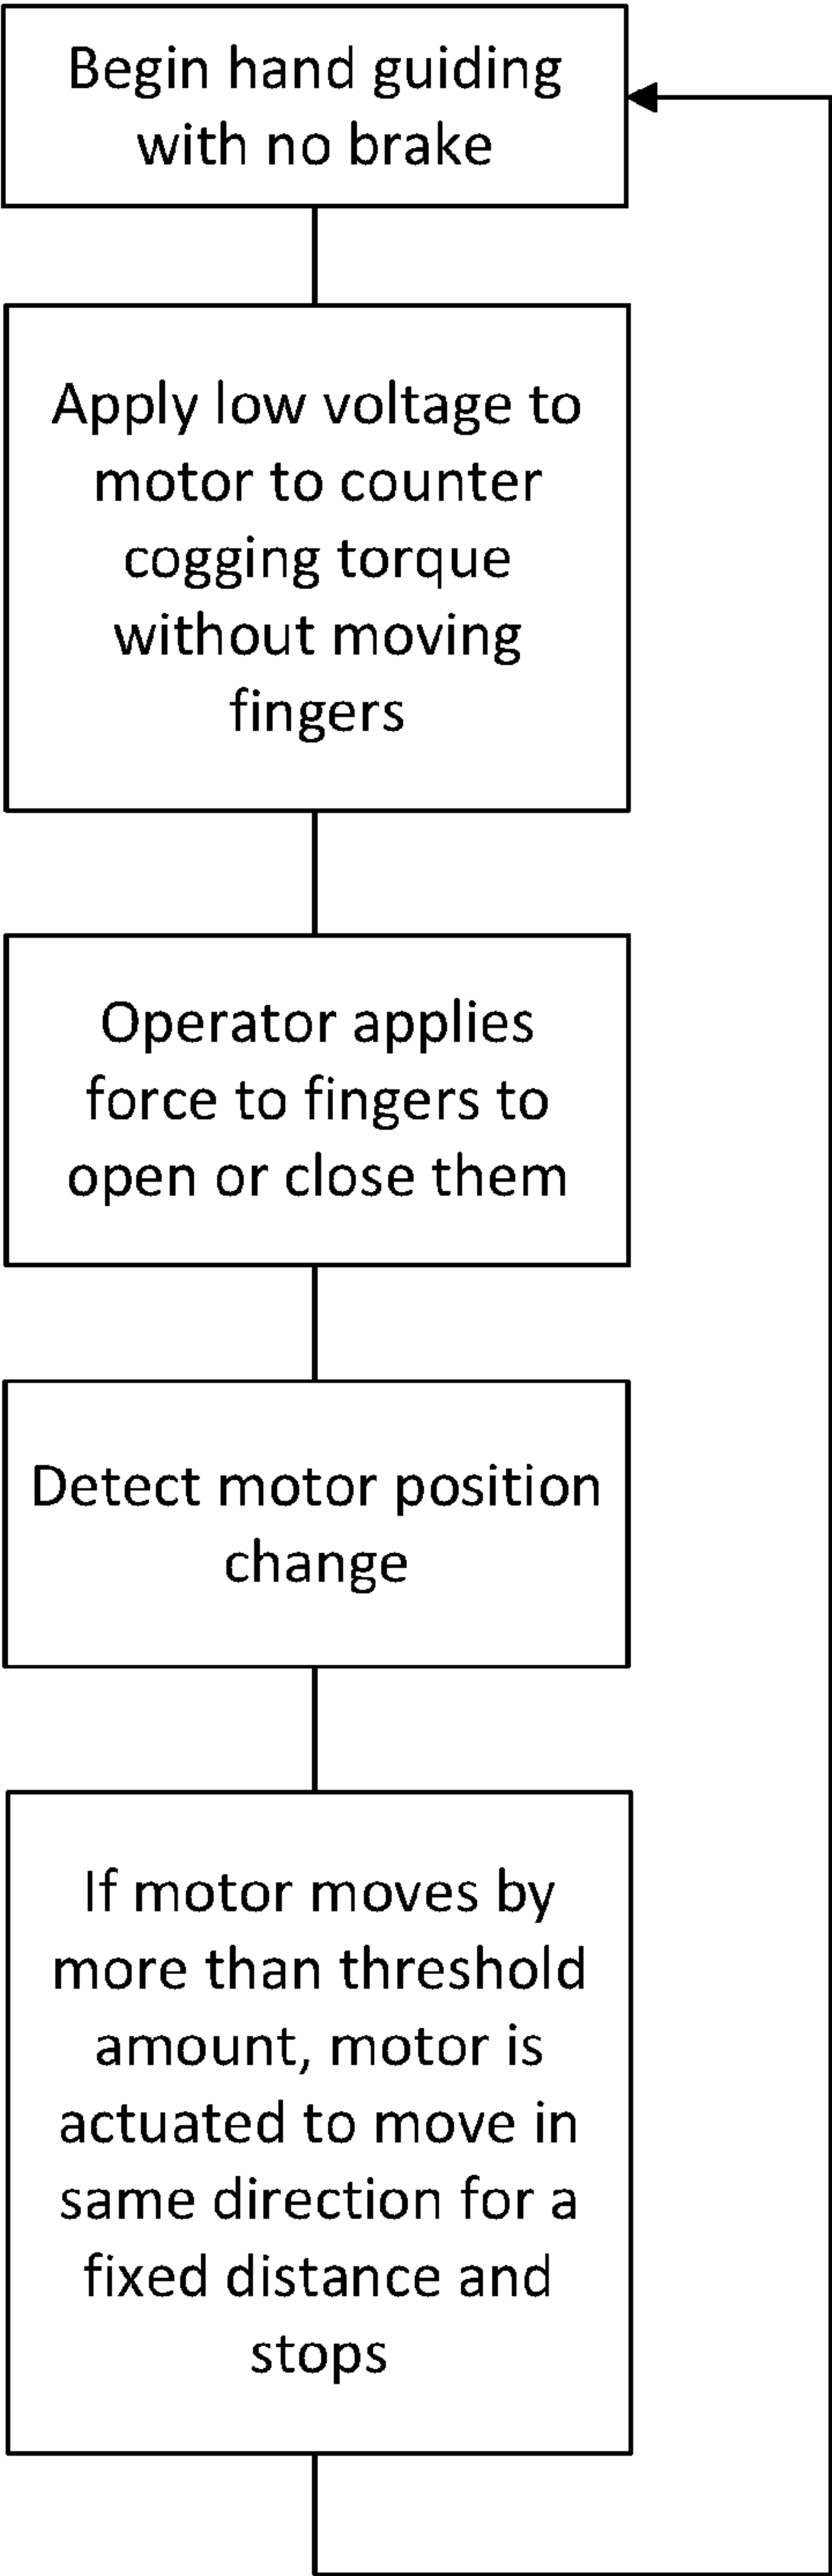 Begin hand guiding
with no brake
Apply low voltage to
motor to counter
cogging torque
without moving
fingers
Operator applies
force to fingers to
open or close them
Detect motor position
change
If motor moves by
more than threshold
amount, motor is
actuated to move in
same direction for a
fixed distance and
stops